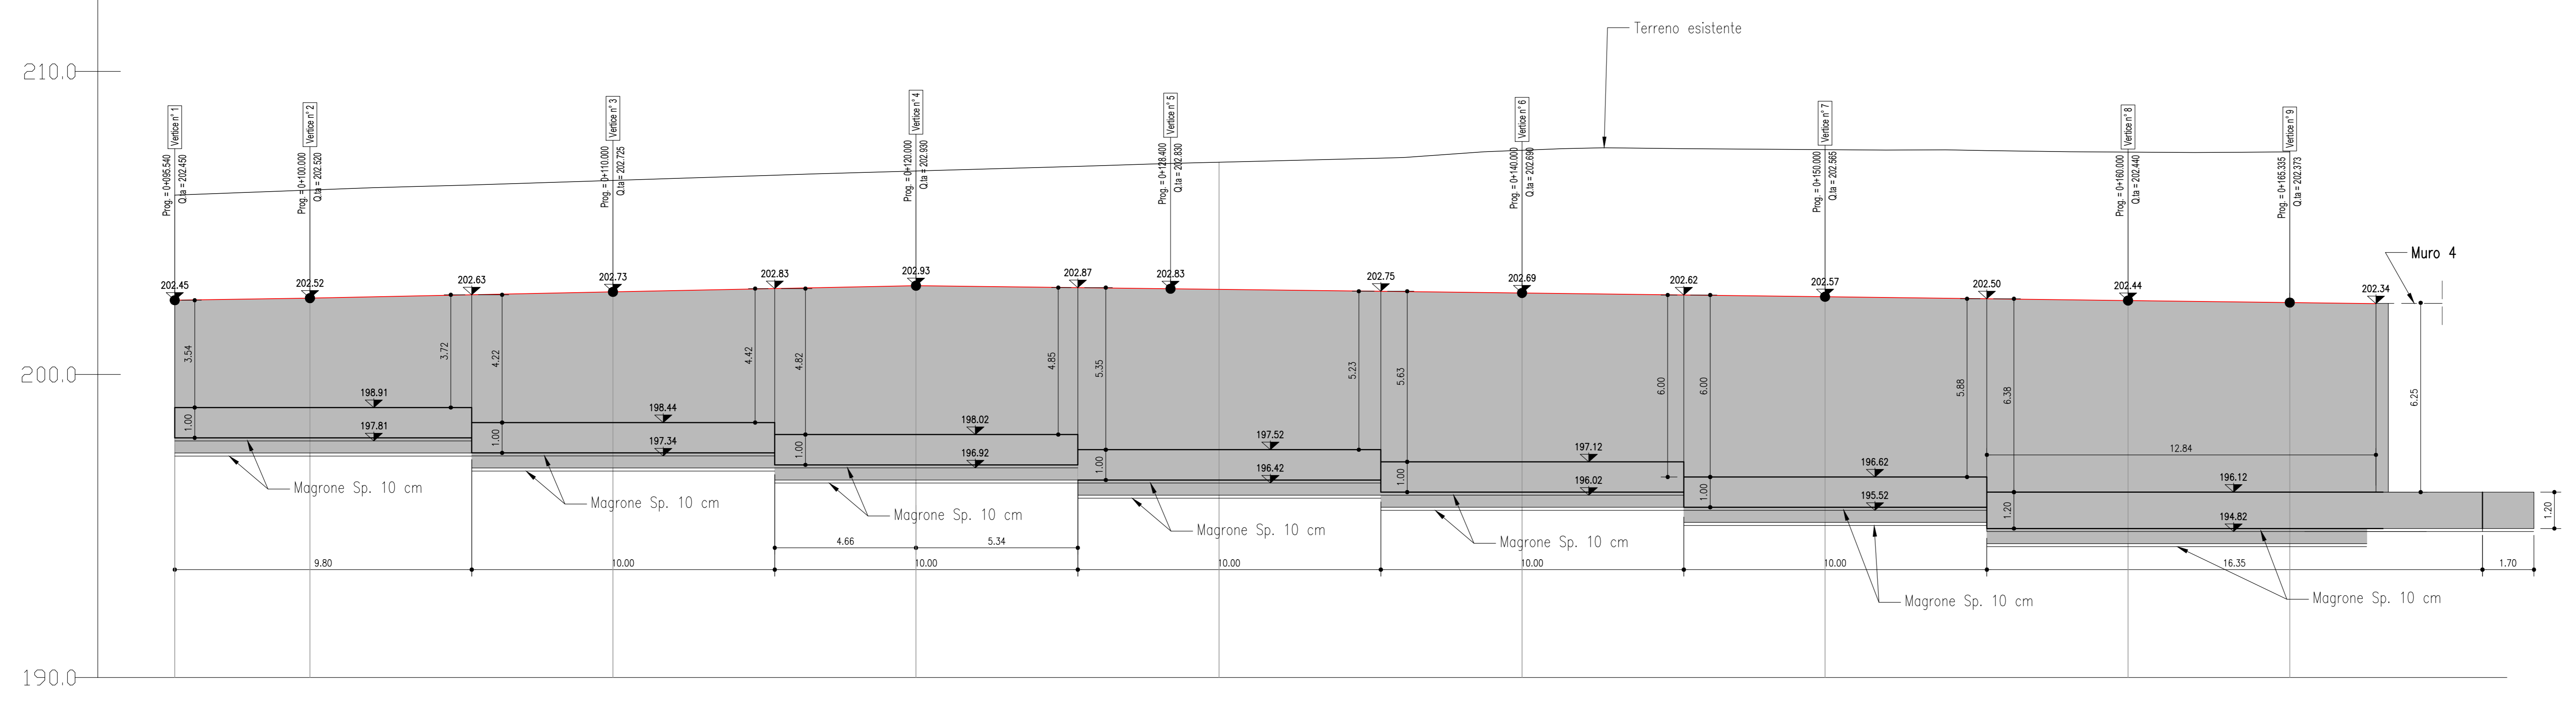 Terreno esistente
210.0
200.0
190.0
Vertice n° 1
Prog. = 0+095.540
Q.ta = 202.450
Vertice n° 2
Prog. = 0+100.000
Q.ta = 202.520
Vertice n° 3
Prog. = 0+110.000
Q.ta = 202.725
Vertice n° 4
Prog. = 0+120.000
Q.ta = 202.930
Vertice n° 5
Prog. = 0+128.400
Q.ta = 202.830
Vertice n° 6
Prog. = 0+140.000
Q.ta = 202.690
Vertice n° 7
Prog. = 0+150.000
Q.ta = 202.565
Vertice n° 8
Prog. = 0+160.000
Q.ta = 202.440
Vertice n° 9
Prog. = 0+165.335
Q.ta = 202.373
Muro 4
202.45
202.52
202.63
202.73
202.83
202.93
202.87
202.83
202.75
202.69
202.62
202.57
202.50
202.44
202.34
3.54
3.72
4.22
4.42
4.82
4.85
5.35
5.23
5.63
6.00
6.00
5.88
6.38
6.25
198.91
198.44
198.02
197.52
197.12
196.62
196.12
12.84
1.00
1.00
1.00
1.00
1.00
1.00
1.20
1.20
197.81
197.34
196.92
196.42
196.02
195.52
194.82
Magrone Sp. 10 cm
Magrone Sp. 10 cm
Magrone Sp. 10 cm
Magrone Sp. 10 cm
Magrone Sp. 10 cm
Magrone Sp. 10 cm
Magrone Sp. 10 cm
4.66
5.34
9.80
10.00
10.00
10.00
10.00
10.00
16.35
1.70